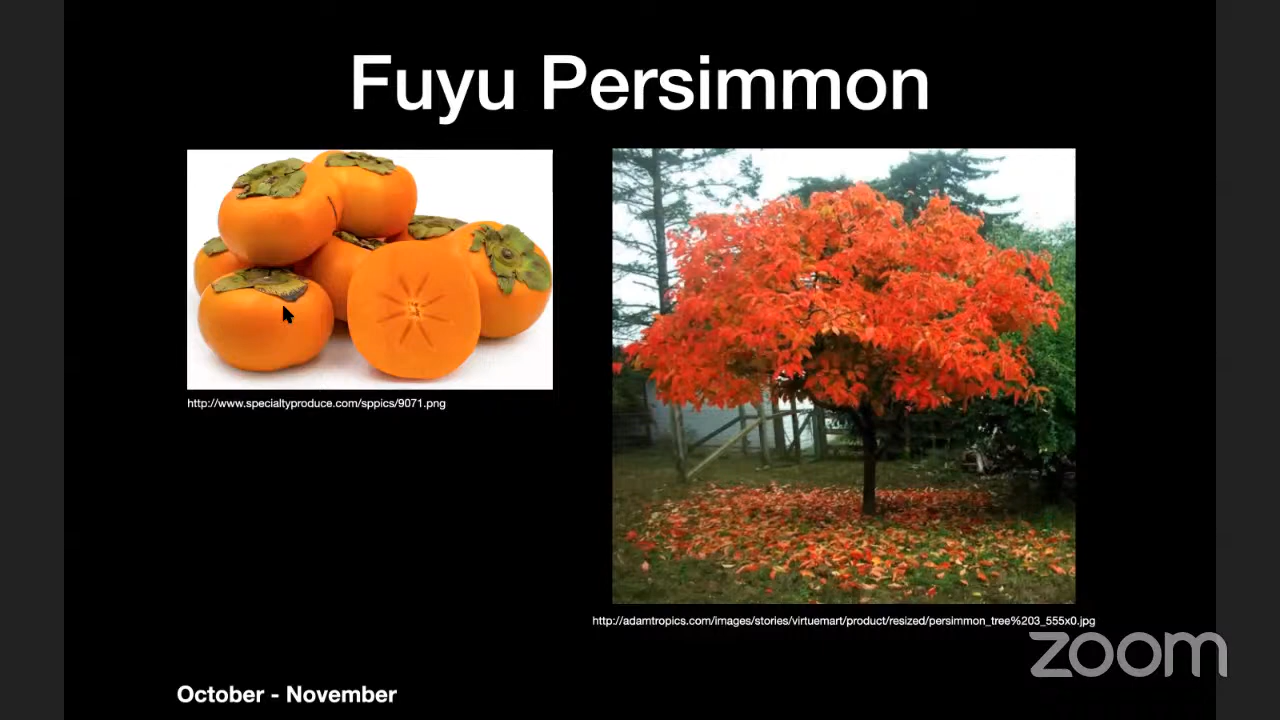 Fuyu Persimmon
http://www.specialtyproduce.com/sppics/9071.png
http://adamtropics.com/images/stories/virtuemart/product/resized/persimmon_tree%203_555x0.jpg
zoom
October - November